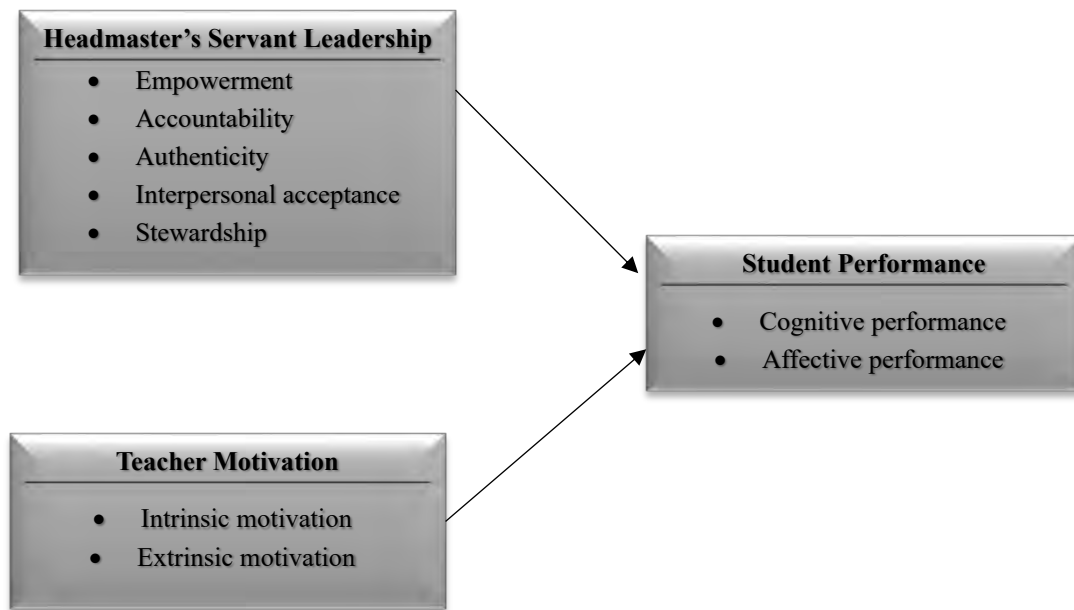 Headmaster's Servant Leadership
• Empowerment
• Accountability
• Authenticity
• Interpersonal acceptance
• Stewardship
Student Performance
• Cognitive performance
• Affective performance
Teacher Motivation
• Intrinsic motivation
• Extrinsic motivation